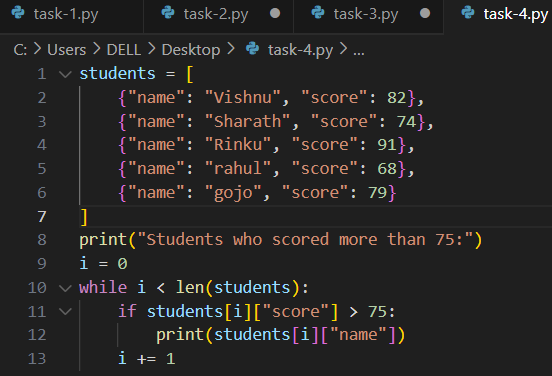 task-1.py task-2.py task-3.py task-4.py
C: > Users > DELL > Desktop > task-4.py > ...
1 students = [
2     {"name": "Vishnu", "score": 82},
3     {"name": "Sharath", "score": 74},
4     {"name": "Rinku", "score": 91},
5     {"name": "rahul", "score": 68},
6     {"name": "gojo", "score": 79}
7 ]
8 print("Students who scored more than 75:")
9 i = 0
10 while i < len(students):
11     if students[i]["score"] > 75:
12         print(students[i]["name"])
13     i += 1